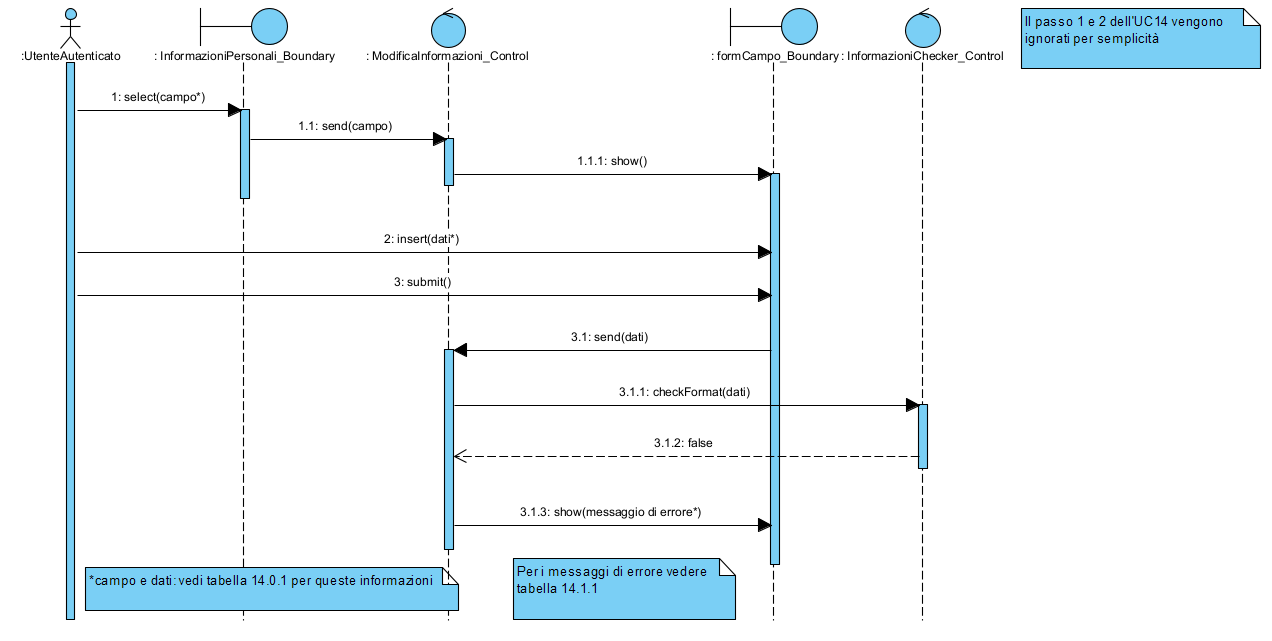 :UtenteAutenticato
: InformazioniPersonali_Boundary
: ModificaInformazioni_Control
: formCampo_Boundary
: InformazioniChecker_Control
Il passo 1 e 2 dell'UC14 vengono
ignorati per semplicità
1: select(campo*)
1.1: send(campo)
1.1.1: show()
2: insert(dati*)
3: submit()
3.1: send(dati)
3.1.1: checkFormat(dati)
3.1.2: false
3.1.3: show(messaggio di errore*)
*campo e dati: vedi tabella 14.0.1 per queste informazioni
Per i messaggi di errore vedere
tabella 14.1.1